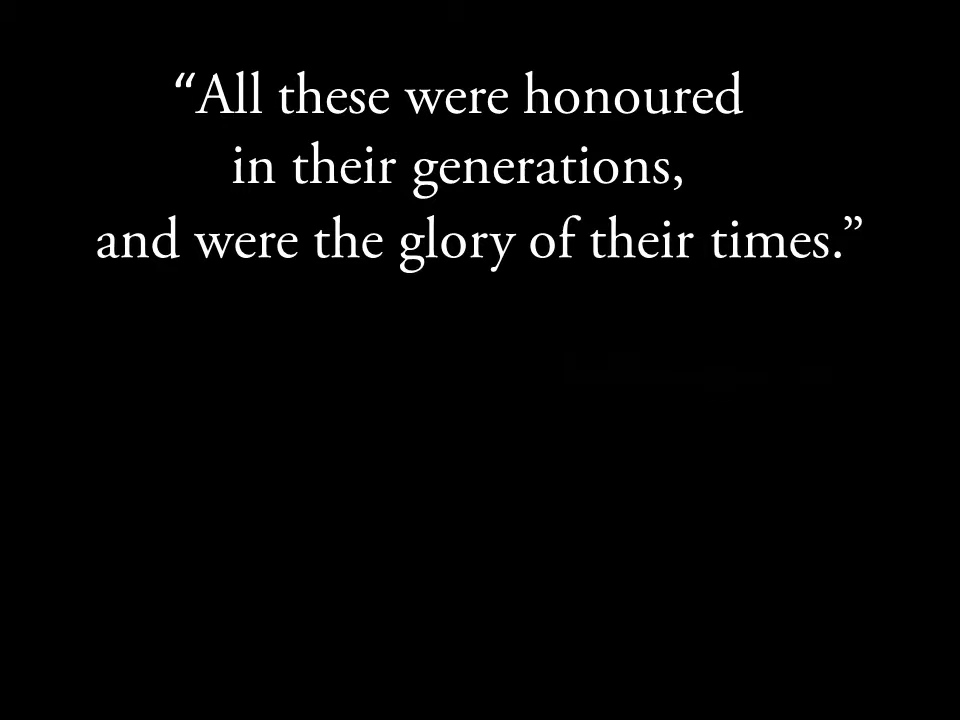 “All these were honoured
in their generations,
and were the glory of their times.”